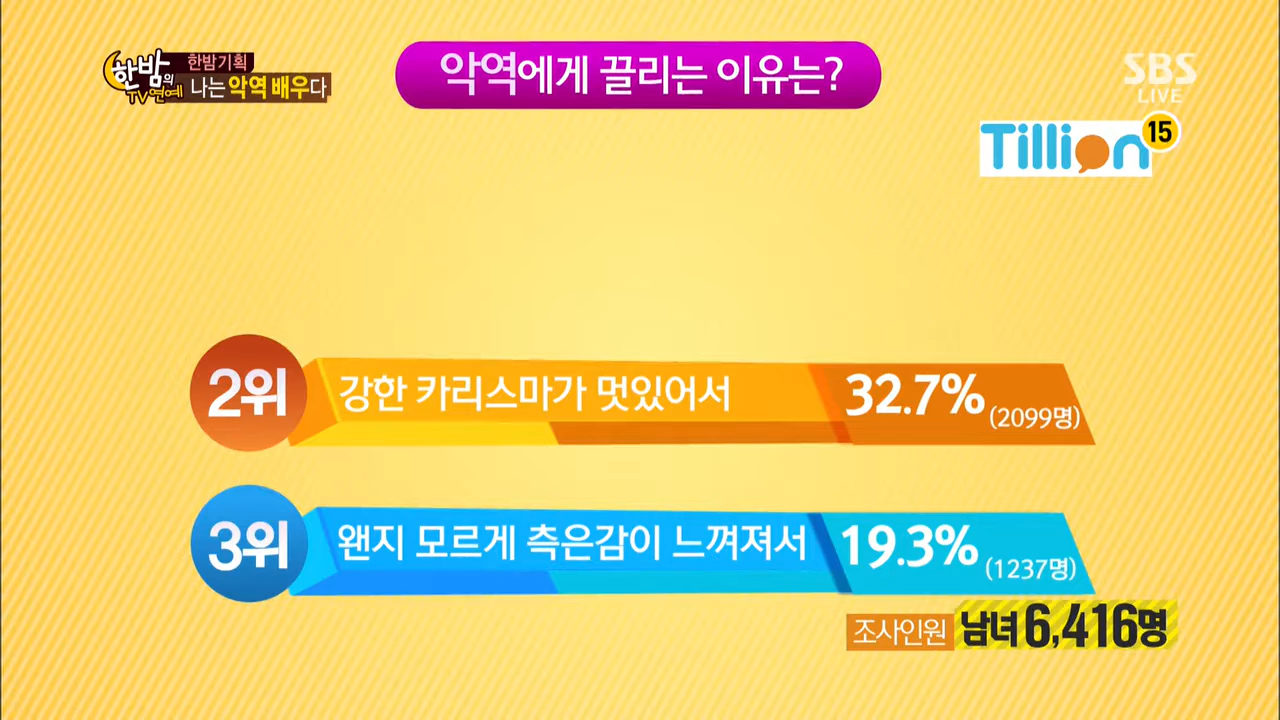 한밤의
TV연예
한밤기획
나는 악역 배우다
악역에게 끌리는 이유는?
SBS
LIVE
Tillion
15
2위
강한 카리스마가 멋있어서
32.7%
(2099명)
3위
왠지 모르게 측은감이 느껴져서
19.3%
(1237명)
조사인원
남녀 6,416명